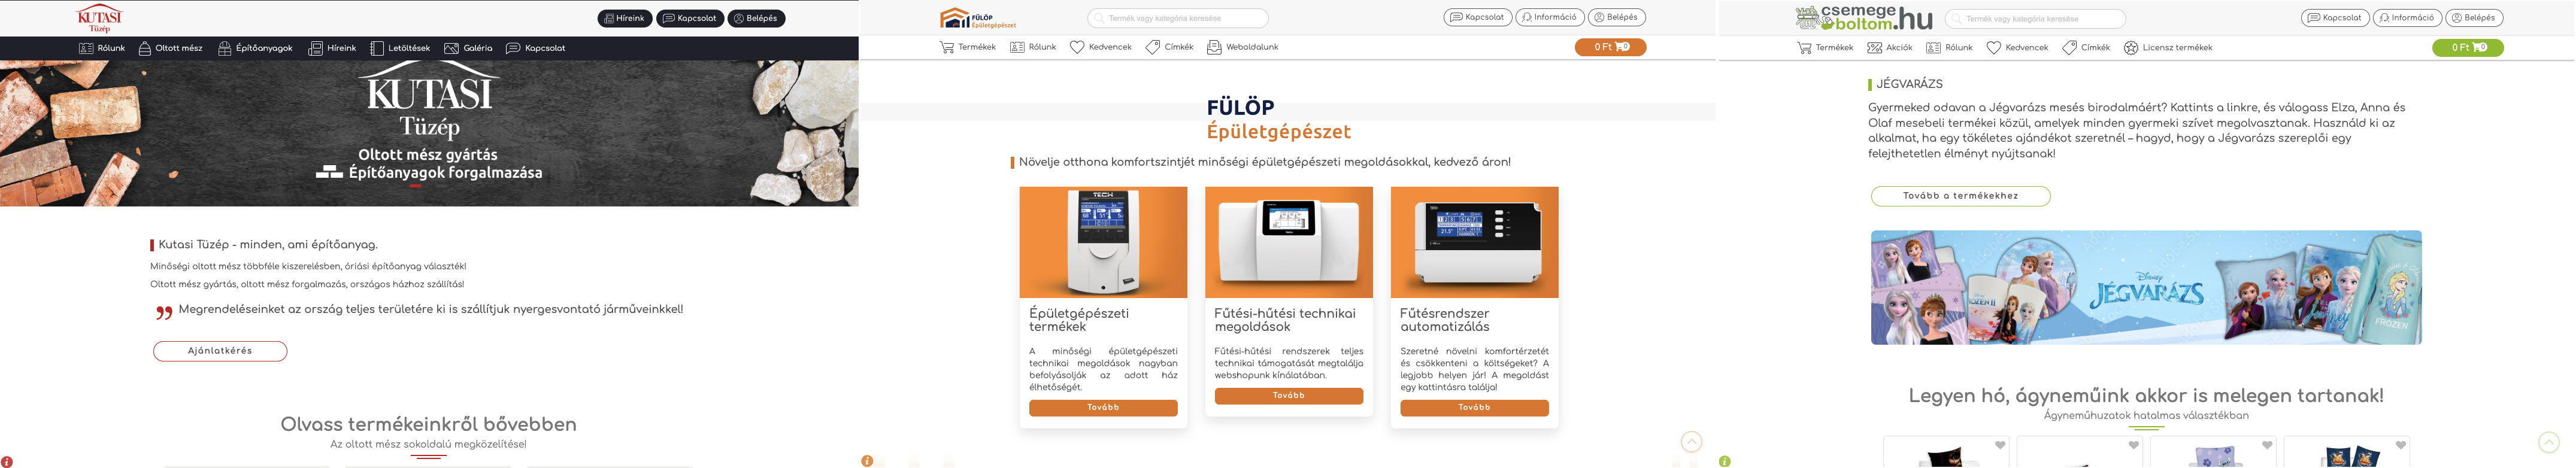 KUTASI
Tüzép
Híreink
Kapcsolat
Belépés
Rólunk
Oltott mész
Építőanyagok
Híreink
Letöltések
Galéria
Kapcsolat
KUTASI
Tüzép
Oltott mész gyártás
Építőanyagok forgalmazása
Kutasi Tüzép - minden, ami építőanyag.
Minőségi oltott mész többféle kiszerelésben, óriási építőanyag választék!
Oltott mész gyártás, oltott mész forgalmazás, országos házhoz szállítás!
Megrendeléseinket az ország teljes területére ki is szállítjuk nyergesvontató járműveinkkel!
Ajánlatkérés
Olvass termékeinkről bővebben
Az oltott mész sokoldalú megközelítése!
FÜLÖP
Épületgépészet
Termék vagy kategória keresése
Kapcsolat
Információ
Belépés
Termékek
Rólunk
Kedvencek
Címkék
Weboldalunk
0 Ft
0
FÜLÖP
Épületgépészet
Növelje otthona komfortszintjét minőségi épületgépészeti megoldásokkal, kedvező áron!
TECH
Épületgépészeti
termékek
A minőségi épületgépészeti
technikai megoldások nagyban
befolyásolják az adott ház
élhetőségét.
Tovább
Fűtési-hűtési technikai
megoldások
Fűtési-hűtési rendszerek teljes
technikai támogatását megtalálja
webshopunk kínálatában.
Tovább
21.5°
Fűtésrendszer
automatizálás
Szeretné növelni komfortérzetét
és csökkenteni a költségeket? A
legjobb helyen jár! A megoldást
egy kattintásra találja!
Tovább
csemege
boltom.hu
Termék vagy kategória keresése
Kapcsolat
Információ
Belépés
Termékek
Akciók
Rólunk
Kedvencek
Címkék
Licensz termékek
0 Ft
0
JÉGVARÁZS
Gyermeked odavan a Jégvarázs mesés birodalmáért? Kattints a linkre, és válogass Elza, Anna és
Olaf mesebeli termékei közül, amelyek minden gyermeki szívet megolvasztanak. Használd ki az
alkalmat, ha egy tökéletes ajándékot szeretnél – hagyd, hogy a Jégvarázs szereplői egy
felejthetetlen élményt nyújtsanak!
Tovább a termékekhez
Disney
JÉGVARÁZS
FROZEN II
FROZEN
Legyen hó, ágyneműink akkor is melegen tartanak!
Ágyneműhuzatok hatalmas választékban